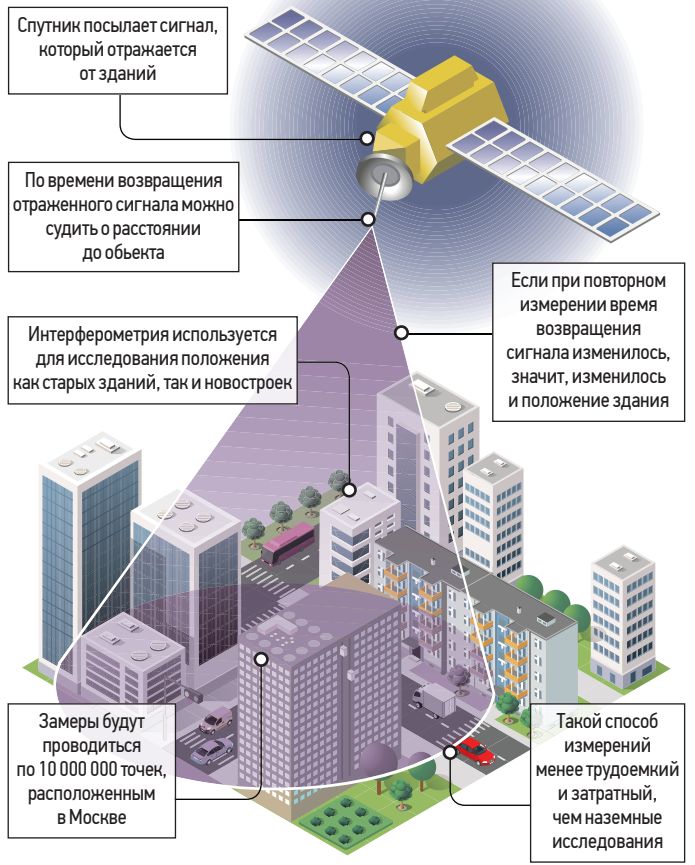 Спутник посылает сигнал,
который отражается
от зданий
По времени возвращения
отраженного сигнала можно
судить о расстоянии
до обьекта
Если при повторном
измерении время
возвращения
сигнала изменилось,
значит, изменилось
и положение здания
Интерферометрия используется
для исследования положения
как старых зданий, так и новостроек
Замеры будут
проводиться
по 10 000 000 точек,
расположенным
в Москве
Такой способ
измерений
менее трудоемкий
и затратный,
чем наземные
исследования